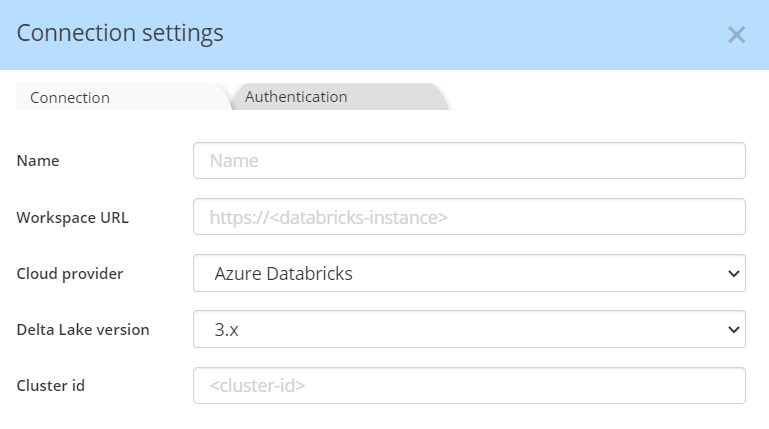 Connection settings
Connection
Authentication
Name
Name
Workspace URL
https://<databricks-instance>
Cloud provider
Azure Databricks
Delta Lake version
3.x
Cluster id
<cluster-id>